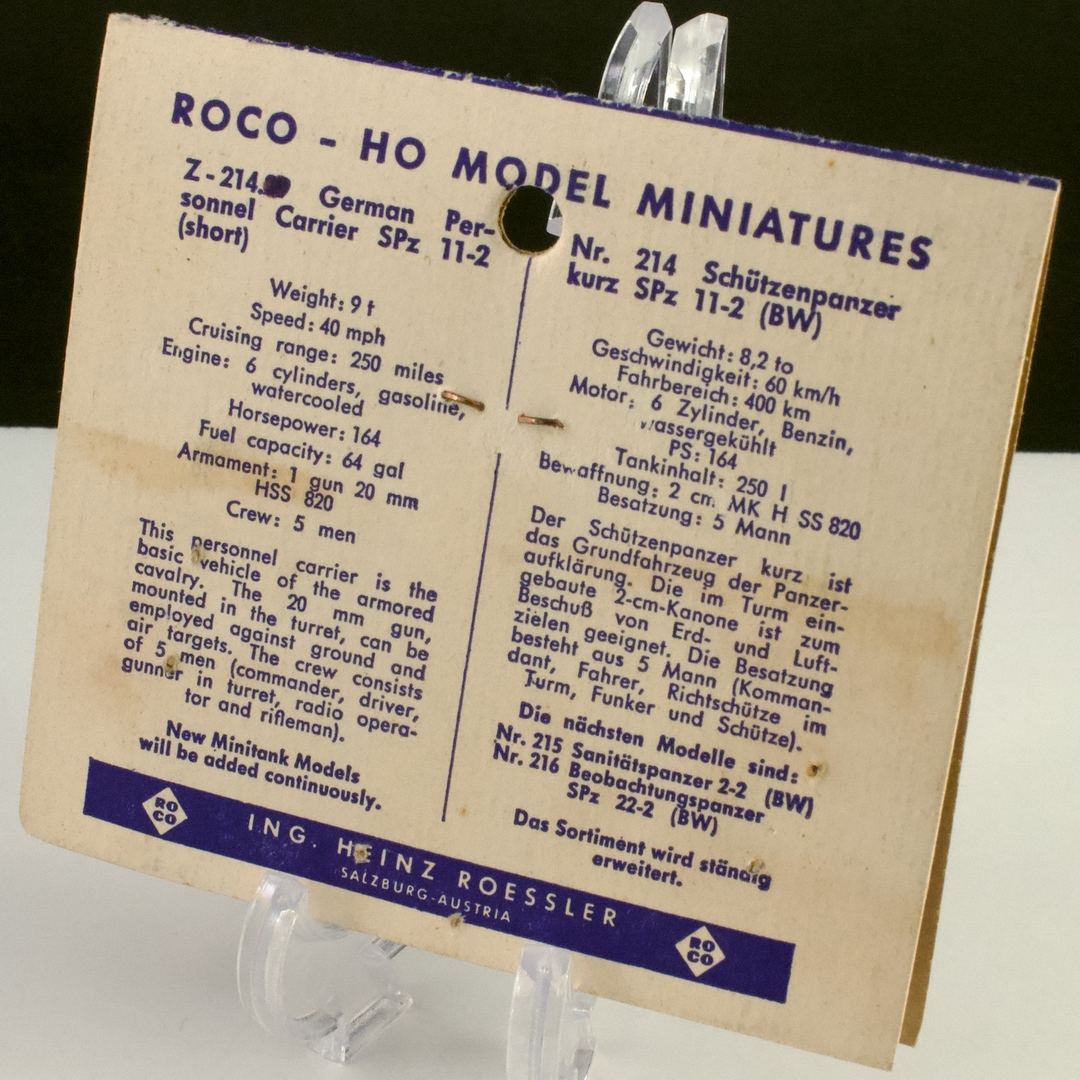 ROCO - HO MODEL MINIATURES
Z-214. German Per-
sonnel Carrier SPz 11-2
(short)
Weight: 9 t
Speed: 40 mph
Cruising range: 250 miles
Engine: 6 cylinders, gasoline,
watercooled
Horsepower: 164
Fuel capacity: 64 gal
Armament: 1 gun 20 mm
HSS 820
Crew: 5 men
This personnel carrier is the
basic vehicle of the armored
cavalry. The 20 mm gun,
mounted in the turret, can be
employed against ground and
air targets. The crew consists
of 5 men (commander, driver,
gunner in turret, radio opera-
tor and rifleman).
New Minitank Models
will be added continuously.
Nr. 214 Schützenpanzer
kurz SPz 11-2 (BW)
Gewicht: 8,2 to
Geschwindigkeit: 60 km/h
Fahrbereich: 400 km
Motor: 6 Zylinder, Benzin,
wassergekühlt
PS: 164
Tankinhalt: 250 l
Bewaffnung: 2 cm MK H SS 820
Besatzung: 5 Mann
Der Schützenpanzer kurz ist
das Grundfahrzeug der Panzer-
aufklärung. Die im Turm ein-
gebaute 2-cm-Kanone ist zum
Beschuß von Erd- und Luft-
zielen geeignet. Die Besatzung
besteht aus 5 Mann (Komman-
dant, Fahrer, Richtschütze im
Turm, Funker und Schütze).
Die nächsten Modelle sind:
Nr. 215 Sanitätspanzer 2-2 (BW)
Nr. 216 Beobachtungspanzer
SPz 22-2 (BW)
Das Sortiment wird ständig
erweitert.
RO
CO
ING. HEINZ ROESSLER
SALZBURG-AUSTRIA
RO
CO